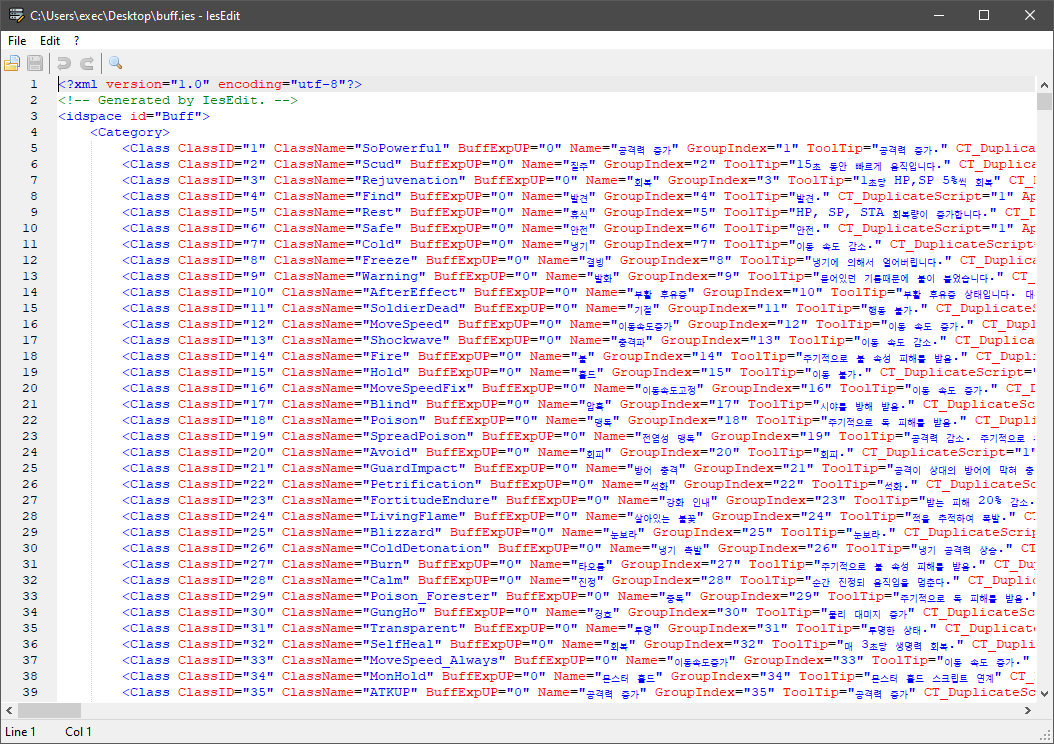 C:\Users\exec\Desktop\buff.ies - IesEdit
File Edit ?
1 <?xml version="1.0" encoding="utf-8"?>
2 <!-- Generated by IesEdit. -->
3 <idspace id="Buff">
4 <Category>
5 <Class ClassID="1" ClassName="SoPowerful" BuffExpUP="0" Name="공격력 증가" GroupIndex="1" ToolTip="공격력 증가." CT_Duplica
6 <Class ClassID="2" ClassName="Scud" BuffExpUP="0" Name="질주" GroupIndex="2" ToolTip="15초 동안 빠르게 움직입니다." CT_Duplic
7 <Class ClassID="3" ClassName="Rejuvenation" BuffExpUP="0" Name="회복" GroupIndex="3" ToolTip="1초당 HP,SP 5%씩 회복" CT_
8 <Class ClassID="4" ClassName="Find" BuffExpUP="0" Name="발견" GroupIndex="4" ToolTip="발견." CT_DuplicateScript="1" Ap
9 <Class ClassID="5" ClassName="Rest" BuffExpUP="0" Name="휴식" GroupIndex="5" ToolTip="HP, SP, STA 회복량이 증가합니다." CT_D
10 <Class ClassID="6" ClassName="Safe" BuffExpUP="0" Name="안전" GroupIndex="6" ToolTip="안전." CT_DuplicateScript="1" Ap
11 <Class ClassID="7" ClassName="Cold" BuffExpUP="0" Name="냉기" GroupIndex="7" ToolTip="이동 속도 감소." CT_DuplicateScript=
12 <Class ClassID="8" ClassName="Freeze" BuffExpUP="0" Name="결빙" GroupIndex="8" ToolTip="냉기에 의해서 얼어버립니다." CT_Duplic
13 <Class ClassID="9" ClassName="Warning" BuffExpUP="0" Name="발화" GroupIndex="9" ToolTip="묻어있던 기름때문에 불이 붙었습니다." CT_
14 <Class ClassID="10" ClassName="AfterEffect" BuffExpUP="0" Name="부활 후유증" GroupIndex="10" ToolTip="부활 후유증 상태입니다. 대
15 <Class ClassID="11" ClassName="SoldierDead" BuffExpUP="0" Name="기절" GroupIndex="11" ToolTip="행동 불가." CT_DuplicateS
16 <Class ClassID="12" ClassName="MoveSpeed" BuffExpUP="0" Name="이동속도증가" GroupIndex="12" ToolTip="이동 속도 증가." CT_Dupl
17 <Class ClassID="13" ClassName="Shockwave" BuffExpUP="0" Name="충격파" GroupIndex="13" ToolTip="이동 속도 감소." CT_Duplica
18 <Class ClassID="14" ClassName="Fire" BuffExpUP="0" Name="불" GroupIndex="14" ToolTip="주기적으로 불 속성 피해를 받음." CT_Dupli
19 <Class ClassID="15" ClassName="Hold" BuffExpUP="0" Name="홀드" GroupIndex="15" ToolTip="이동 불가." CT_DuplicateScript="
20 <Class ClassID="16" ClassName="MoveSpeedFix" BuffExpUP="0" Name="이동속도고정" GroupIndex="16" ToolTip="이동 속도 증가." CT_D
21 <Class ClassID="17" ClassName="Blind" BuffExpUP="0" Name="암흑" GroupIndex="17" ToolTip="시야를 방해 받음." CT_DuplicateSc
22 <Class ClassID="18" ClassName="Poison" BuffExpUP="0" Name="맹독" GroupIndex="18" ToolTip="주기적으로 독 피해를 받음." CT_Duplic
23 <Class ClassID="19" ClassName="SpreadPoison" BuffExpUP="0" Name="전염성 맹독" GroupIndex="19" ToolTip="공격력 감소. 주기적으로
24 <Class ClassID="20" ClassName="Avoid" BuffExpUP="0" Name="회피" GroupIndex="20" ToolTip="회피." CT_DuplicateScript="1"
25 <Class ClassID="21" ClassName="GuardImpact" BuffExpUP="0" Name="방어 충격" GroupIndex="21" ToolTip="공격이 상대의 방어에 막혀 충
26 <Class ClassID="22" ClassName="Petrification" BuffExpUP="0" Name="석화" GroupIndex="22" ToolTip="석화." CT_Duplicate
27 <Class ClassID="23" ClassName="FortitudeEndure" BuffExpUP="0" Name="강화 인내" GroupIndex="23" ToolTip="받는 피해 20% 감소.
28 <Class ClassID="24" ClassName="LivingFlame" BuffExpUP="0" Name="살아있는 불꽃" GroupIndex="24" ToolTip="적을 추적하여 폭발." CT
29 <Class ClassID="25" ClassName="Blizzard" BuffExpUP="0" Name="눈보라" GroupIndex="25" ToolTip="눈보라." CT_DuplicateScri
30 <Class ClassID="26" ClassName="ColdDetonation" BuffExpUP="0" Name="냉기 폭발" GroupIndex="26" ToolTip="냉기 공격력 상승." CT
31 <Class ClassID="27" ClassName="Burn" BuffExpUP="0" Name="타오름" GroupIndex="27" ToolTip="주기적으로 불 속성 피해를 받음." CT_Du
32 <Class ClassID="28" ClassName="Calm" BuffExpUP="0" Name="진정" GroupIndex="28" ToolTip="순간 진정되 움직임을 멈춘다." CT_Duplic
33 <Class ClassID="29" ClassName="Poison_Forester" BuffExpUP="0" Name="중독" GroupIndex="29" ToolTip="주기적으로 독 피해를 받음."
34 <Class ClassID="30" ClassName="GungHo" BuffExpUP="0" Name="겅호" GroupIndex="30" ToolTip="물리 대미지 증가" CT_DuplicateSc
35 <Class ClassID="31" ClassName="Transparent" BuffExpUP="0" Name="투명" GroupIndex="31" ToolTip="투명한 상태." CT_Duplicate
36 <Class ClassID="32" ClassName="SelfHeal" BuffExpUP="0" Name="회복" GroupIndex="32" ToolTip="매 3초당 생명력 회복." CT_Dupli
37 <Class ClassID="33" ClassName="MoveSpeed_Always" BuffExpUP="0" Name="이동속도증가" GroupIndex="33" ToolTip="이동 속도 증가."
38 <Class ClassID="34" ClassName="MonHold" BuffExpUP="0" Name="몬스터 홀드" GroupIndex="34" ToolTip="몬스터 홀드 스크립트 연계" CT_
39 <Class ClassID="35" ClassName="ATKUP" BuffExpUP="0" Name="공격력 증가" GroupIndex="35" ToolTip="공격력 증가" CT_DuplicateS
Line 1 Col 1